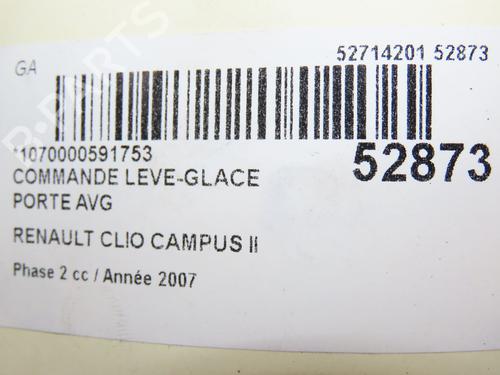 GA
52714201 52873
1070000591753
52873
COMMANDE LEVE-GLACE
PORTE AVG
RENAULT CLIO CAMPUS II
Phase 2 cc / Année 2007